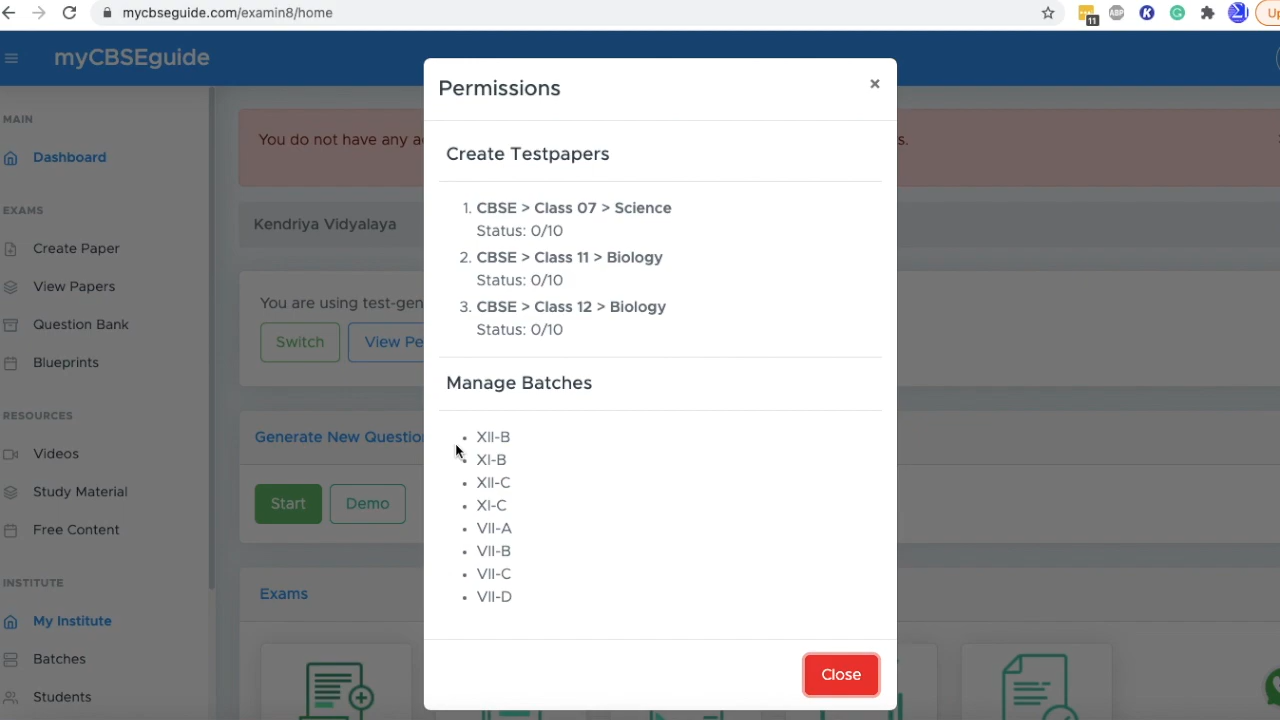 mycbseguide.com/examin8/home
11
ABP
K
G
Up
myCBSEguide
Permissions
×
MAIN
Dashboard
You do not have any a
s.
Create Testpapers
1. CBSE > Class 07 > Science
Status: 0/10
EXAMS
Kendriya Vidyalaya
Create Paper
2. CBSE > Class 11 > Biology
Status: 0/10
View Papers
You are using test-gen
3. CBSE > Class 12 > Biology
Status: 0/10
Question Bank
Switch
View Pe
Blueprints
Manage Batches
RESOURCES
Generate New Question
• XII-B
Videos
• XI-B
Study Material
• XII-C
Start
Demo
• XI-C
Free Content
• VII-A
• VII-B
• VII-C
INSTITUTE
Exams
• VII-D
My Institute
Batches
Close
Students